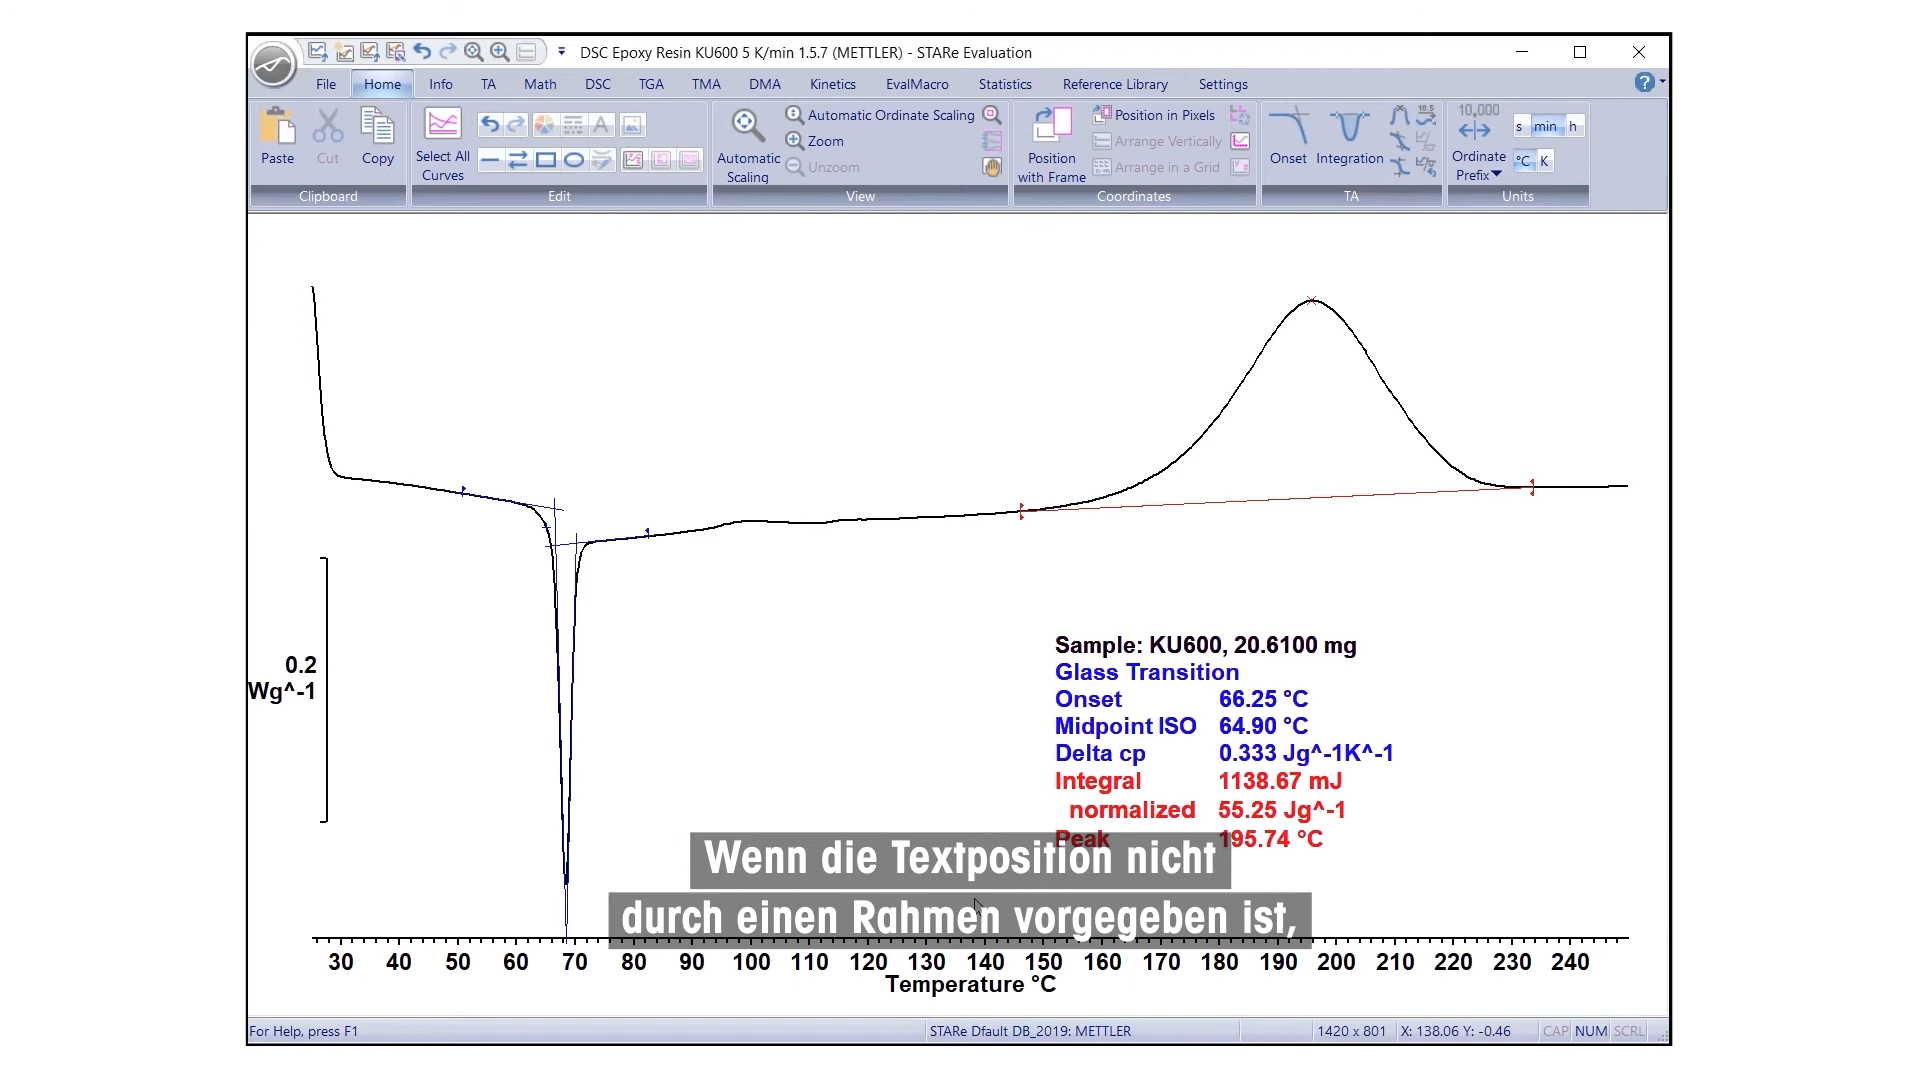 DSC Epoxy Resin KU600 5 K/min 1.5.7 (METTLER) - STARe Evaluation
File Home Info TA Math DSC TGA TMA DMA Kinetics EvalMacro Statistics Reference Library Settings
Paste Cut Copy
Clipboard
Select All Curves
Edit
Automatic Scaling
Automatic Ordinate Scaling
Zoom
Unzoom
View
Position with Frame
Position in Pixels
Arrange Vertically
Arrange in a Grid
Coordinates
Onset Integration
10.5
TA
10,000
Ordinate Prefix
s min h
°C K
Units
0.2
Wg^-1
Sample: KU600, 20.6100 mg
Glass Transition
Onset 66.25 °C
Midpoint ISO 64.90 °C
Delta cp 0.333 Jg^-1K^-1
Integral 1138.67 mJ
normalized 55.25 Jg^-1
Peak 195.74 °C
Wenn die Textposition nicht
durch einen Rahmen vorgegeben ist,
30 40 50 60 70 80 90 100 110 120 130 140 150 160 170 180 190 200 210 220 230 240
Temperature °C
For Help, press F1 STARe Dfault DB_2019: METTLER 1420 x 801 X: 138.06 Y: -0.46 CAP NUM SCRL